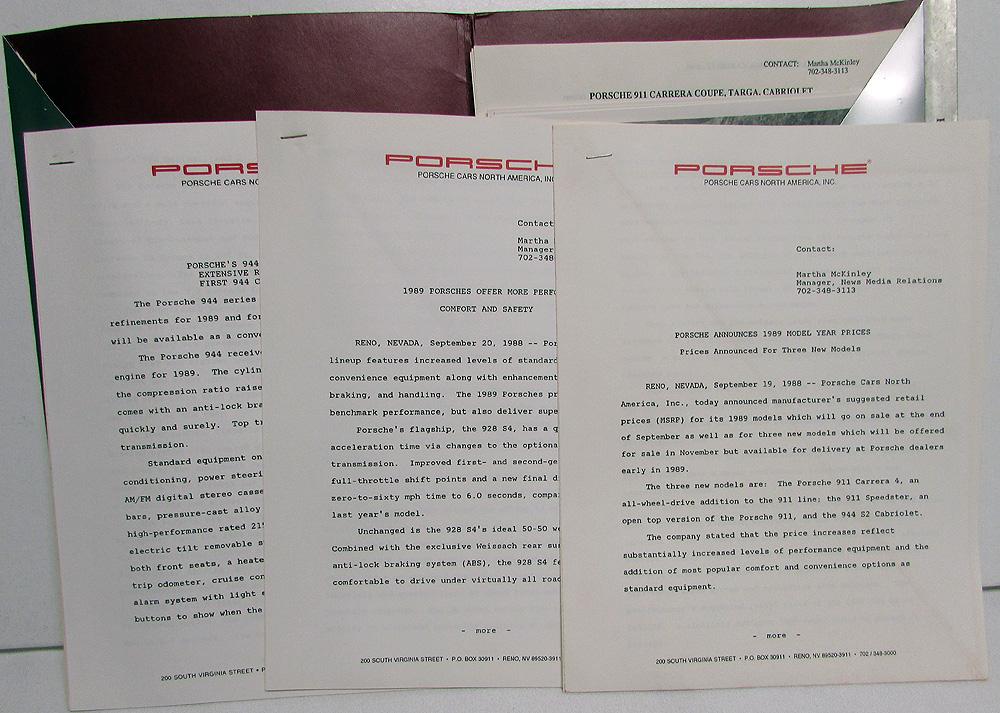 CONTACT: Martha McKinley
702-348-3113
PORSCHE 911 CARRERA COUPE, TARGA, CABRIOLET
PORS
PORSCHE CARS NO
PORSCHE'S 944
EXTENSIVE R
FIRST 944 C
The Porsche 944 series
refinements for 1989 and for
will be available as a conve
The Porsche 944 receiv
engine for 1989. The cylin
the compression ratio raise
comes with an anti-lock bra
quickly and surely. Top tr
transmission.
Standard equipment on
conditioning, power steeri
AM/FM digital stereo casse
bars, pressure-cast alloy
high-performance rated 215
electric tilt removable s
both front seats, a heate
trip odometer, cruise con
alarm system with light
buttons to show when the
200 SOUTH VIRGINIA STREET • P
PORSCH
PORSCHE CARS NORTH AMERICA, INC
Contact
Martha
Manager
702-348
1989 PORSCHES OFFER MORE PERFO
COMFORT AND SAFETY
RENO, NEVADA, September 20, 1988 -- Por
lineup features increased levels of standard
convenience equipment along with enhancement
braking, and handling. The 1989 Porsches pr
benchmark performance, but also deliver supe
Porsche's flagship, the 928 S4, has a q
acceleration time via changes to the optiona
transmission. Improved first- and second-ge
full-throttle shift points and a new final d
zero-to-sixty mph time to 6.0 seconds, compa
last year's model.
Unchanged is the 928 S4's ideal 50-50 we
Combined with the exclusive Weissach rear su
anti-lock braking system (ABS), the 928 S4 fe
comfortable to drive under virtually all road
- more -
200 SOUTH VIRGINIA STREET • P.O. BOX 30911 • RENO, NV 89520-3911
PORSCHE®
PORSCHE CARS NORTH AMERICA, INC.
Contact:
Martha McKinley
Manager, News Media Relations
702-348-3113
PORSCHE ANNOUNCES 1989 MODEL YEAR PRICES
Prices Announced For Three New Models
RENO, NEVADA, September 19, 1988 -- Porsche Cars North
America, Inc., today announced manufacturer's suggested retail
prices (MSRP) for its 1989 models which will go on sale at the end
of September as well as for three new models which will be offered
for sale in November but available for delivery at Porsche dealers
early in 1989.
The three new models are: The Porsche 911 Carrera 4, an
all-wheel-drive addition to the 911 line; the 911 Speedster, an
open top version of the Porsche 911, and the 944 S2 Cabriolet.
The company stated that the price increases reflect
substantially increased levels of performance equipment and the
addition of most popular comfort and convenience options as
standard equipment.
- more -
200 SOUTH VIRGINIA STREET • P.O. BOX 30911 • RENO, NV 89520-3911 • 702 / 348-3000